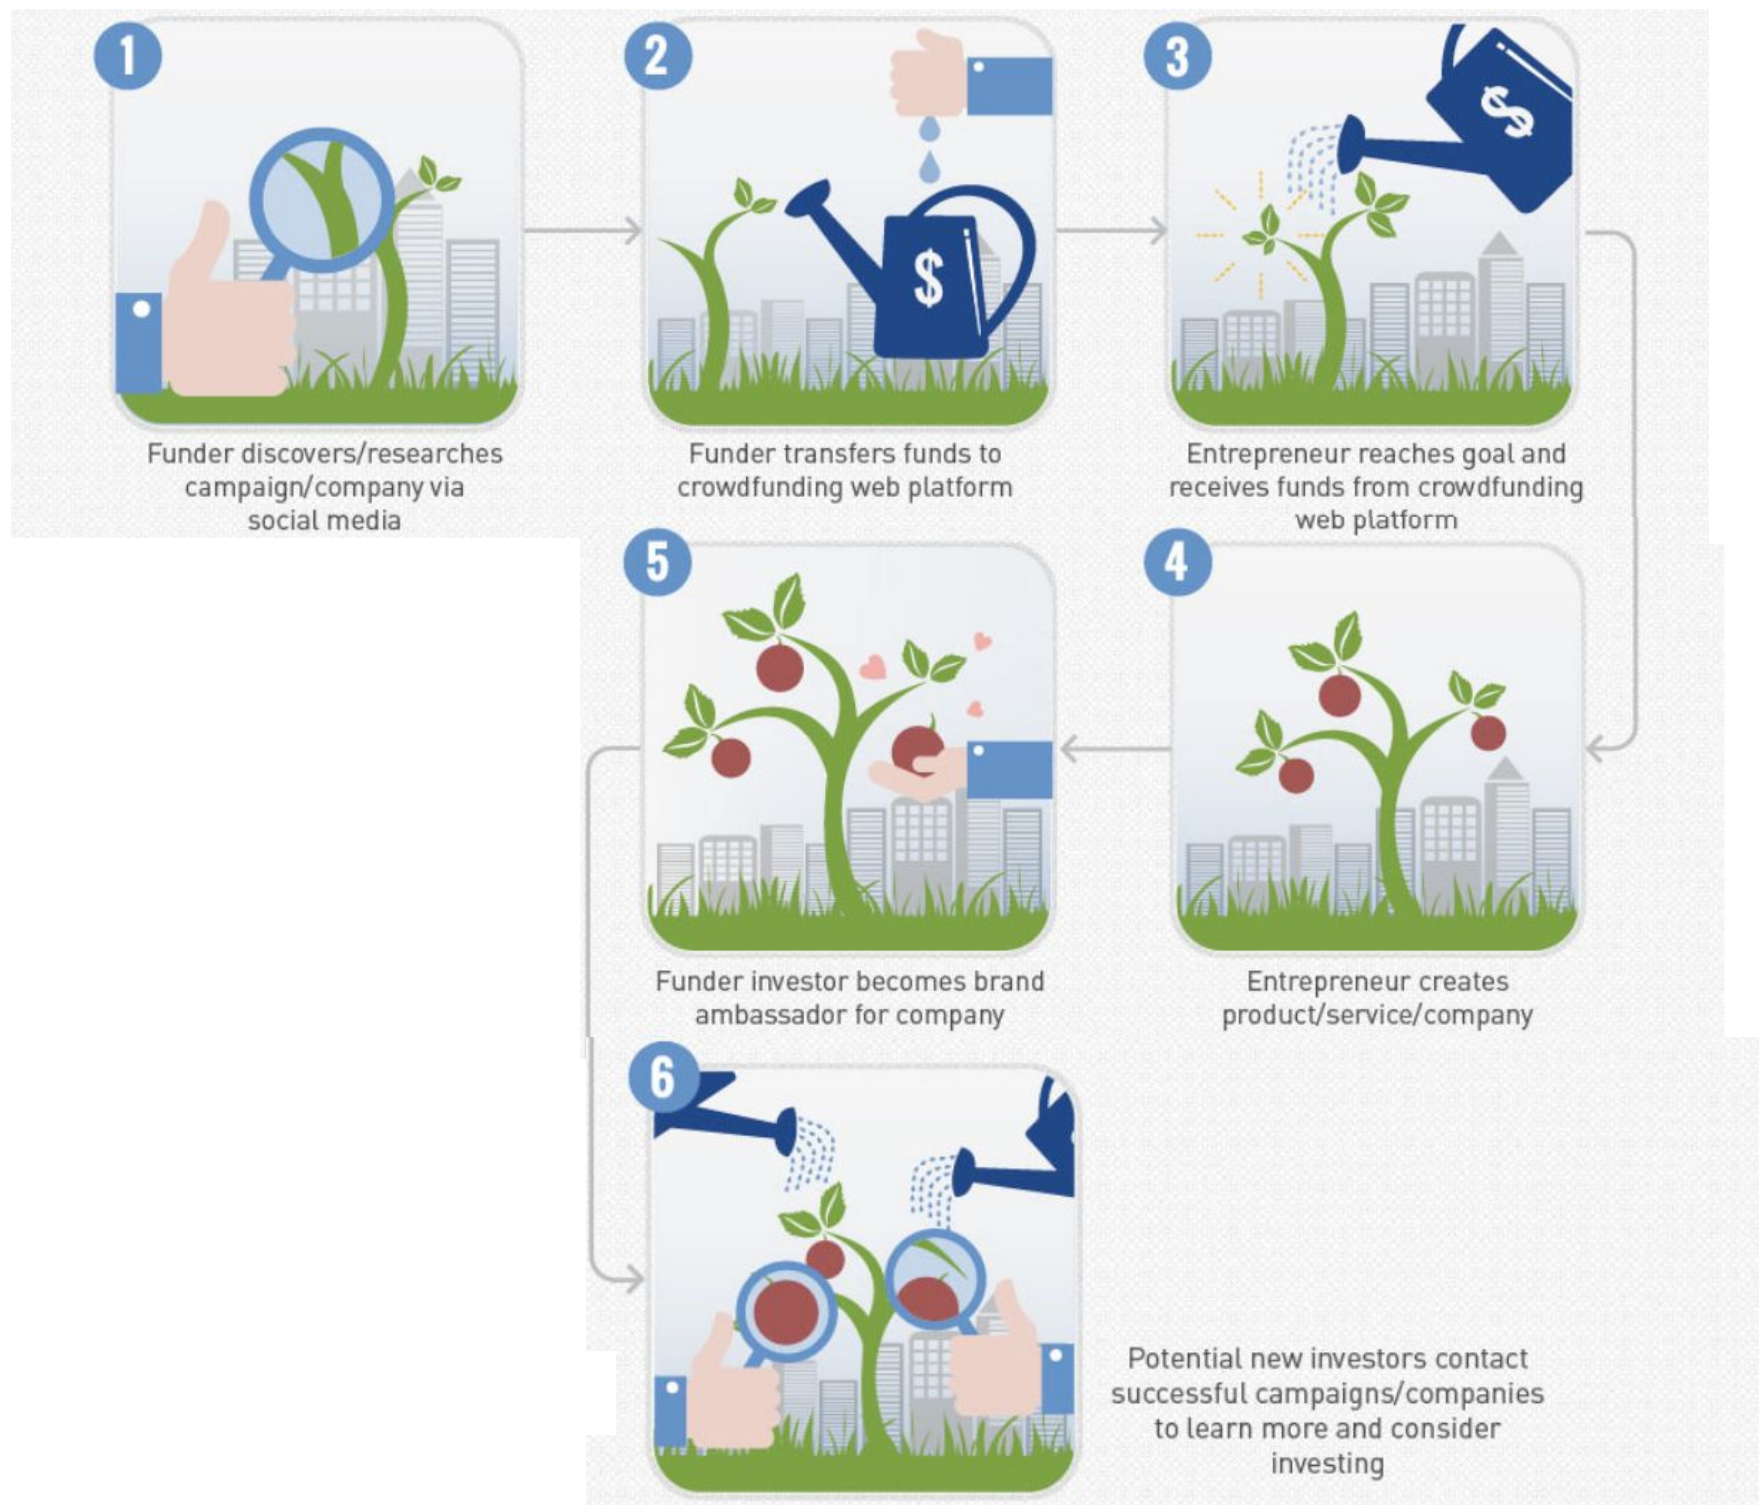 1
Funder discovers/researches
campaign/company via
social media
2
$
Funder transfers funds to
crowdfunding web platform
3
$
Entrepreneur reaches goal and
receives funds from crowdfunding
web platform
4
Entrepreneur creates
product/service/company
5
Funder investor becomes brand
ambassador for company
6
Potential new investors contact
successful campaigns/companies
to learn more and consider
investing